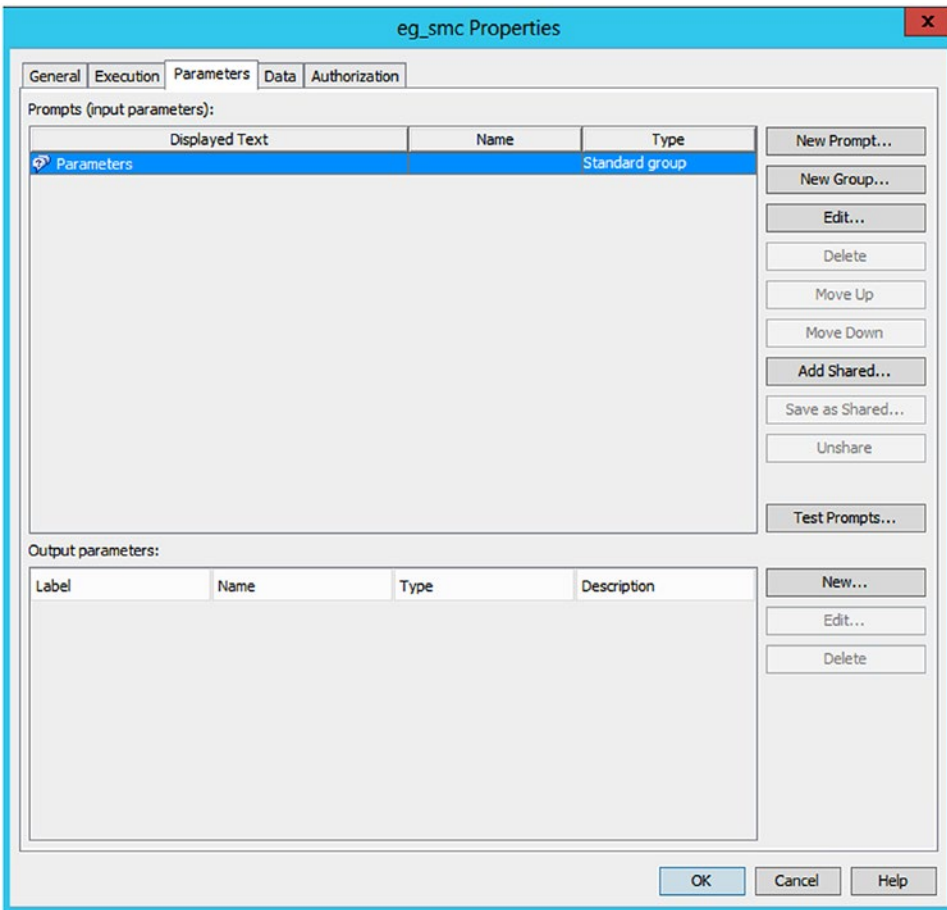 eg_smc Properties
x
General Execution Parameters Data Authorization
Prompts (input parameters):
Displayed Text Name Type
Parameters Standard group
New Prompt...
New Group...
Edit...
Delete
Move Up
Move Down
Add Shared...
Save as Shared...
Unshare
Test Prompts...
Output parameters:
Label Name Type Description
New...
Edit...
Delete
OK Cancel Help